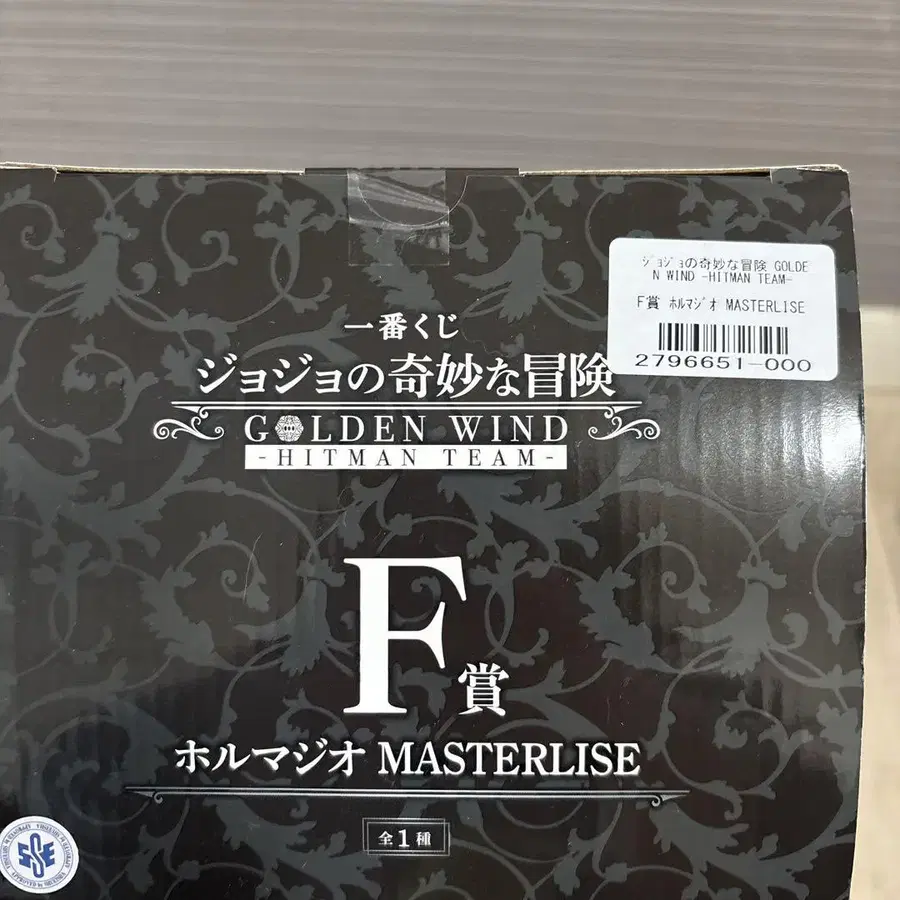 ジョジョの奇妙な冒険 GOLDE
N WIND -HITMAN TEAM-
F賞 ホルマジオ MASTERLISE
2796651-000
一番くじ
ジョジョの奇妙な冒険
GOLDEN WIND
-HITMAN TEAM-
F賞
ホルマジオ MASTERLISE
全1種